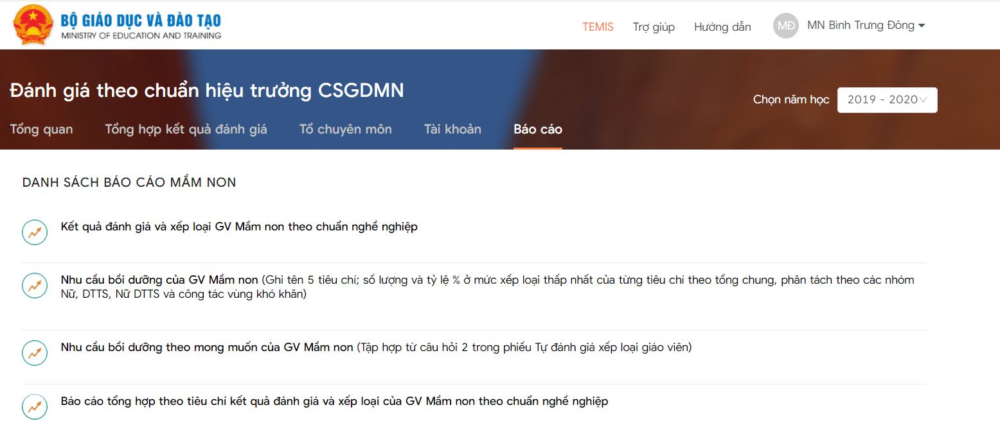 BỘ GIÁO DỤC VÀ ĐÀO TẠO
MINISTRY OF EDUCATION AND TRAINING
TEMIS
Trợ giúp
Hướng dẫn
MĐ
MN Bình Trưng Đông
Đánh giá theo chuẩn hiệu trưởng CSGDMN
Chọn năm học
2019 - 2020
Tổng quan
Tổng hợp kết quả đánh giá
Tổ chuyên môn
Tài khoản
Báo cáo
DANH SÁCH BÁO CÁO MẦM NON
Kết quả đánh giá và xếp loại GV Mầm non theo chuẩn nghề nghiệp
Nhu cầu bồi dưỡng của GV Mầm non (Ghi tên 5 tiêu chí; số lượng và tỷ lệ % ở mức xếp loại thấp nhất của từng tiêu chí theo tổng chung, phân tách theo các nhóm
Nữ, DTTS, Nữ DTTS và công tác vùng khó khăn)
Nhu cầu bồi dưỡng theo mong muốn của GV Mầm non (Tập hợp từ câu hỏi 2 trong phiếu Tự đánh giá xếp loại giáo viên)
Báo cáo tổng hợp theo tiêu chí kết quả đánh giá và xếp loại của GV Mầm non theo chuẩn nghề nghiệp